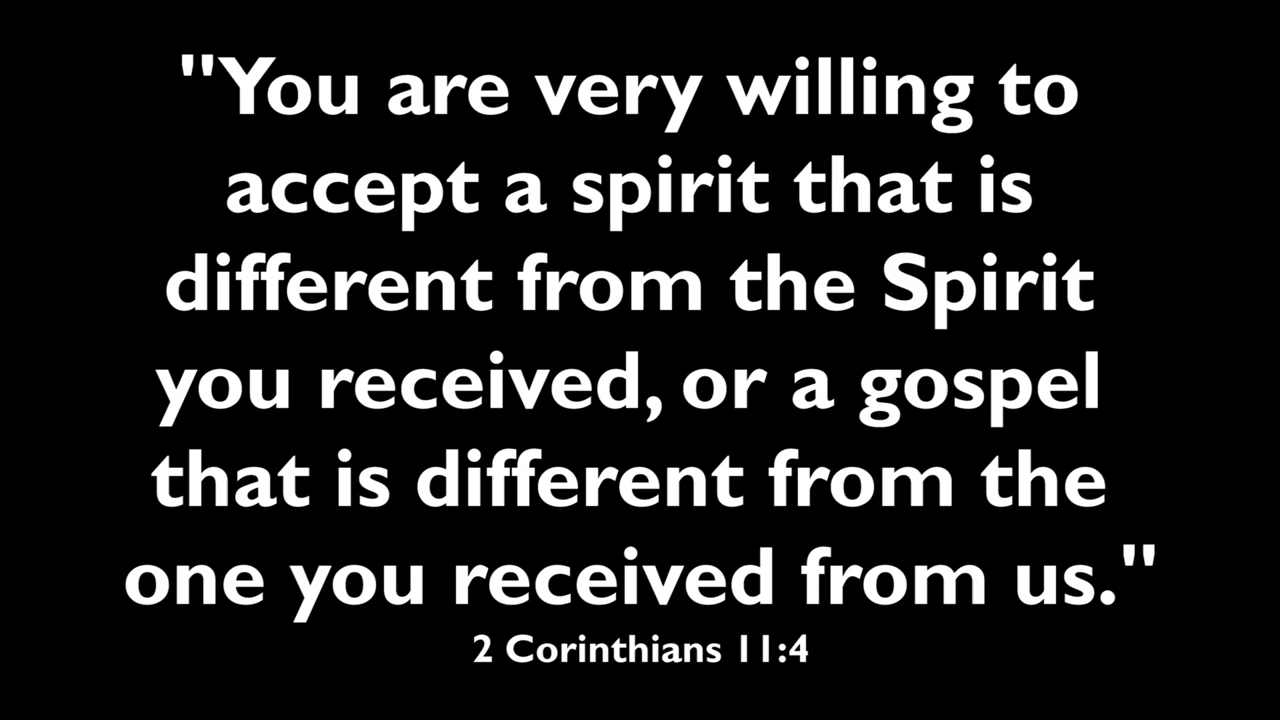 "You are very willing to
accept a spirit that is
different from the Spirit
you received, or a gospel
that is different from the
one you received from us."
2 Corinthians 11:4